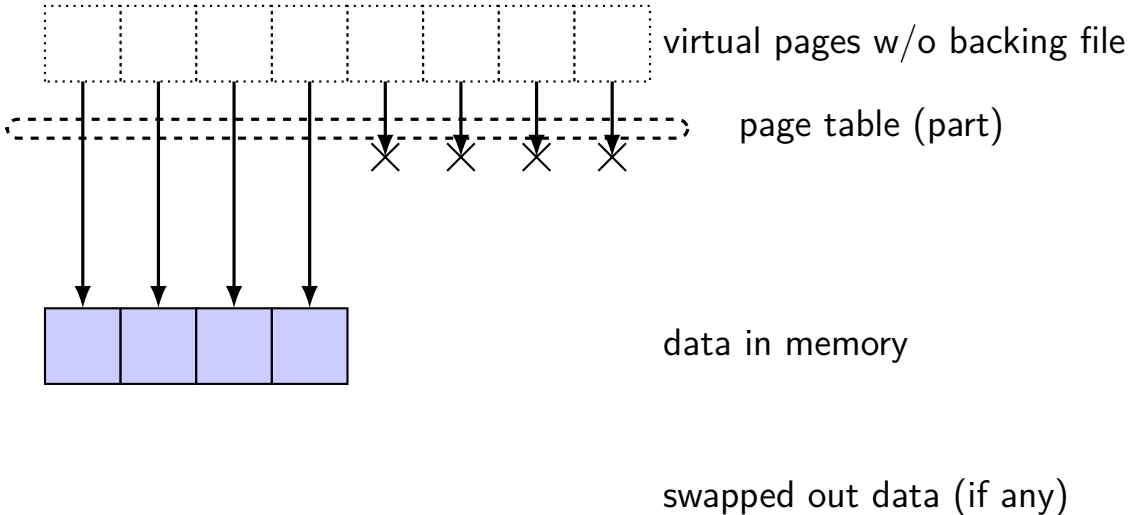 virtual pages w/o backing file
page table (part)
data in memory
swapped out data (if any)